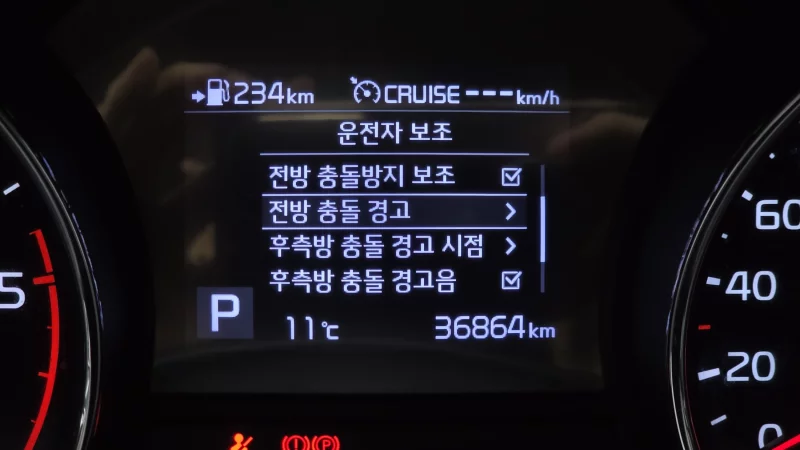 234km CRUISE ---km/h
운전자 보조
전방 충돌방지 보조
전방 충돌 경고
후측방 충돌 경고 시점
후측방 충돌 경고음
P
11℃ 36864km
5
60
40
20
0
(!) (P)